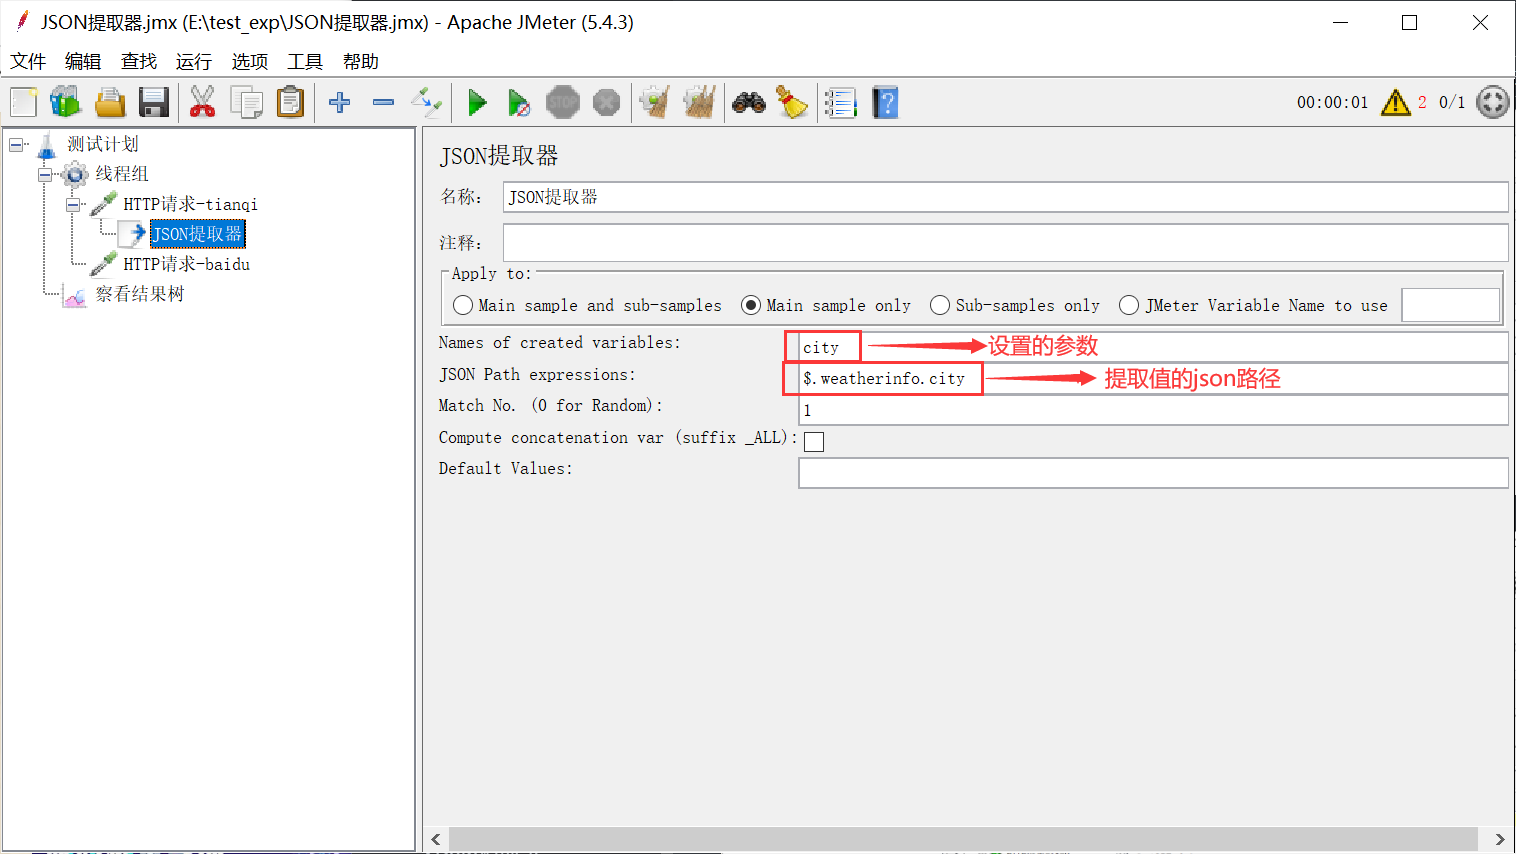 JSON提取器.jmx (E:\test_exp\JSON提取器.jmx) - Apache JMeter (5.4.3)
文件 编辑 查找 运行 选项 工具 帮助
STOP 00:00:01 2 0/1
测试计划
线程组
HTTP请求-tianqi
JSON提取器
HTTP请求-baidu
察看结果树
JSON提取器
名称: JSON提取器
注释:
Apply to:
Main sample and sub-samples Main sample only Sub-samples only JMeter Variable Name to use
Names of created variables: city 设置的参数
JSON Path expressions: $.weatherinfo.city 提取值的json路径
Match No. (0 for Random): 1
Compute concatenation var (suffix _ALL):
Default Values: